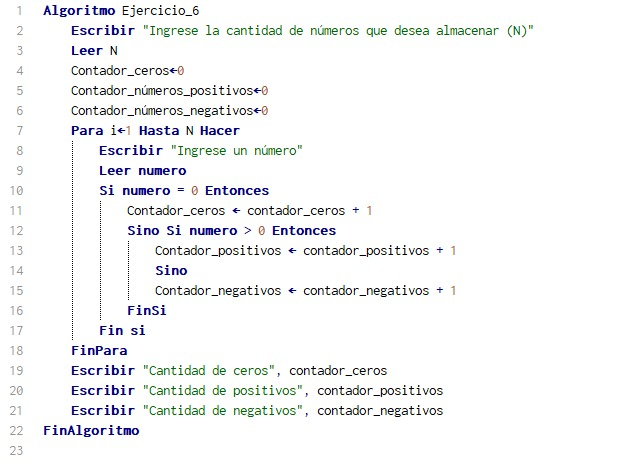 1 Algoritmo Ejercicio_6
2 Escribir "Ingrese la cantidad de números que desea almacenar (N)"
3 Leer N
4 Contador_ceros←0
5 Contador_números_positivos←0
6 Contador_números_negativos←0
7 Para i←1 Hasta N Hacer
8 Escribir "Ingrese un número"
9 Leer numero
10 Si numero = 0 Entonces
11 Contador_ceros ← contador_ceros + 1
12 Sino Si numero > 0 Entonces
13 Contador_positivos ← contador_positivos + 1
14 Sino
15 Contador_negativos ← contador_negativos + 1
16 FinSi
17 Fin si
18 FinPara
19 Escribir "Cantidad de ceros", contador_ceros
20 Escribir "Cantidad de positivos", contador_positivos
21 Escribir "Cantidad de negativos", contador_negativos
22 FinAlgoritmo
23